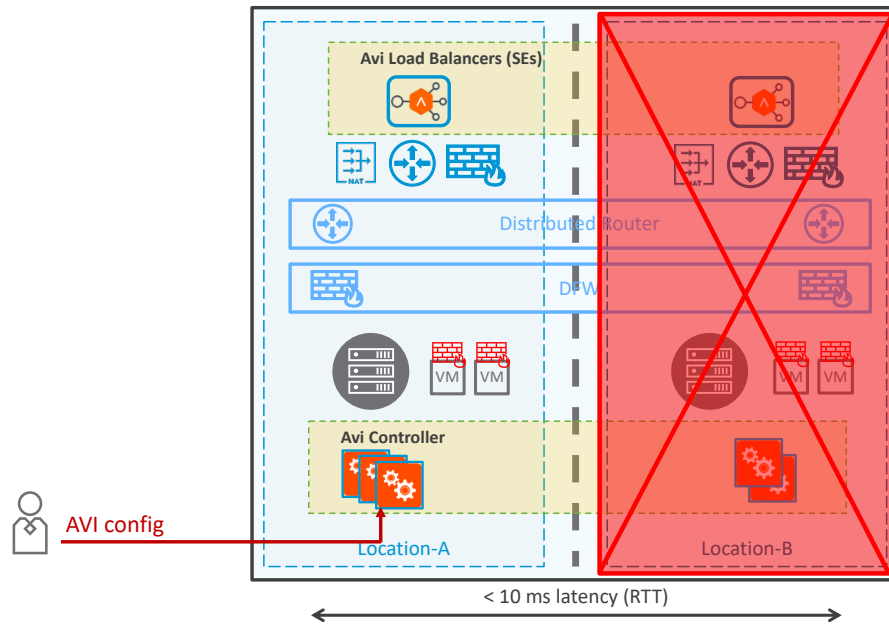 Avi Load Balancers (SEs)
NAT
NAT
Distributed Router
DFW
VM
VM
VM
VM
Avi Controller
AVI config
Location-A
Location-B
< 10 ms latency (RTT)